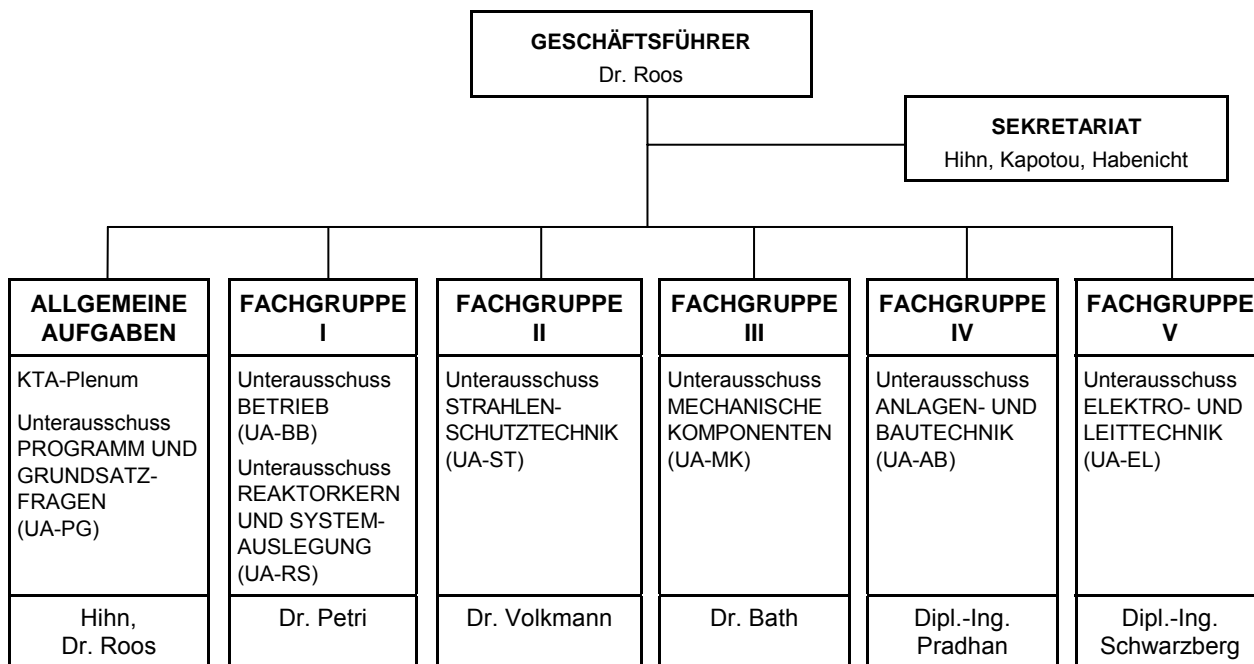 GESCHÄFTSFÜHRER
Dr. Roos
SEKRETARIAT
Hihn, Kapotou, Habenicht
ALLGEMEINE
AUFGABEN
KTA-Plenum
Unterausschuss
PROGRAMM UND
GRUNDSATZ-
FRAGEN
(UA-PG)
Hihn,
Dr. Roos
FACHGRUPPE
I
Unterausschuss
BETRIEB
(UA-BB)
Unterausschuss
REAKTORKERN
UND SYSTEM-
AUSLEGUNG
(UA-RS)
Dr. Petri
FACHGRUPPE
II
Unterausschuss
STRAHLEN-
SCHUTZTECHNIK
(UA-ST)
Dr. Volkmann
FACHGRUPPE
III
Unterausschuss
MECHANISCHE
KOMPONENTEN
(UA-MK)
Dr. Bath
FACHGRUPPE
IV
Unterausschuss
ANLAGEN- UND
BAUTECHNIK
(UA-AB)
Dipl.-Ing.
Pradhan
FACHGRUPPE
V
Unterausschuss
ELEKTRO- UND
LEITTECHNIK
(UA-EL)
Dipl.-Ing.
Schwarzberg